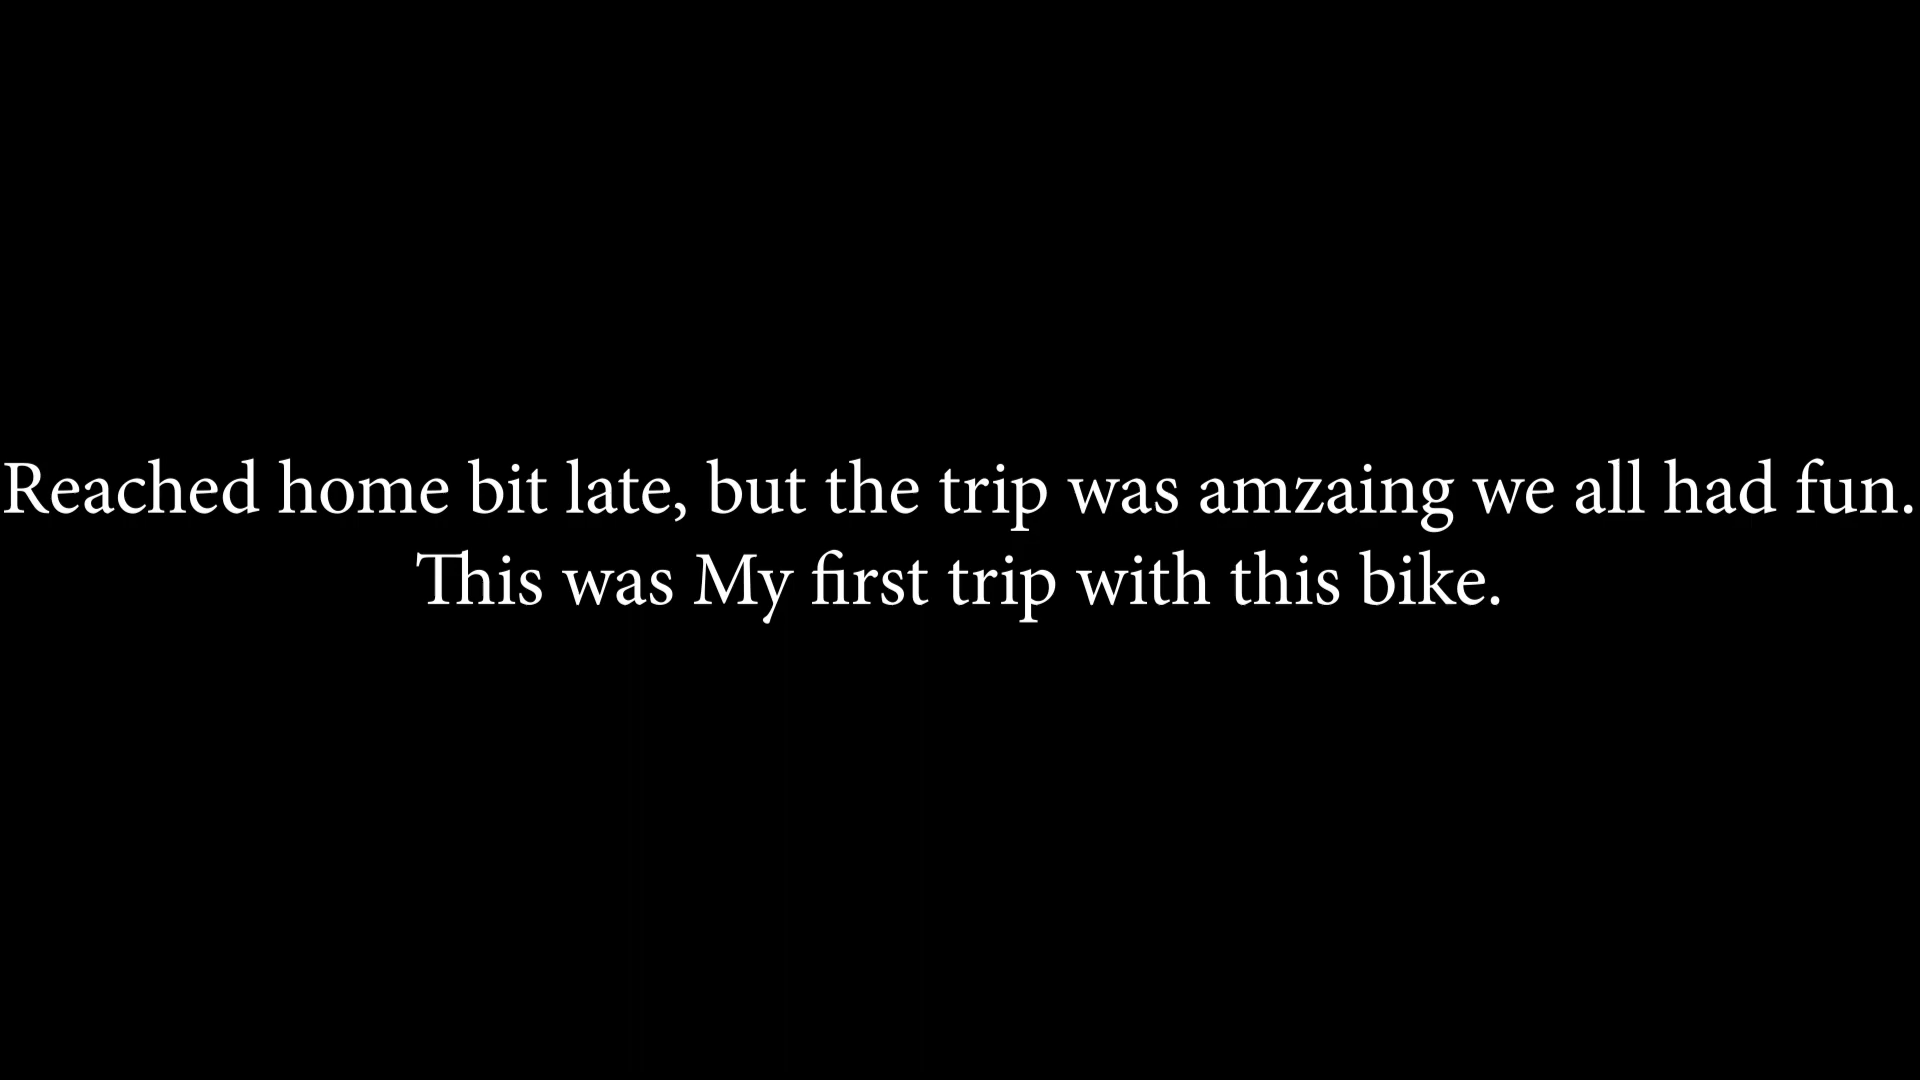 Reached home bit late, but the trip was amzaing we all had fun.
This was My first trip with this bike.